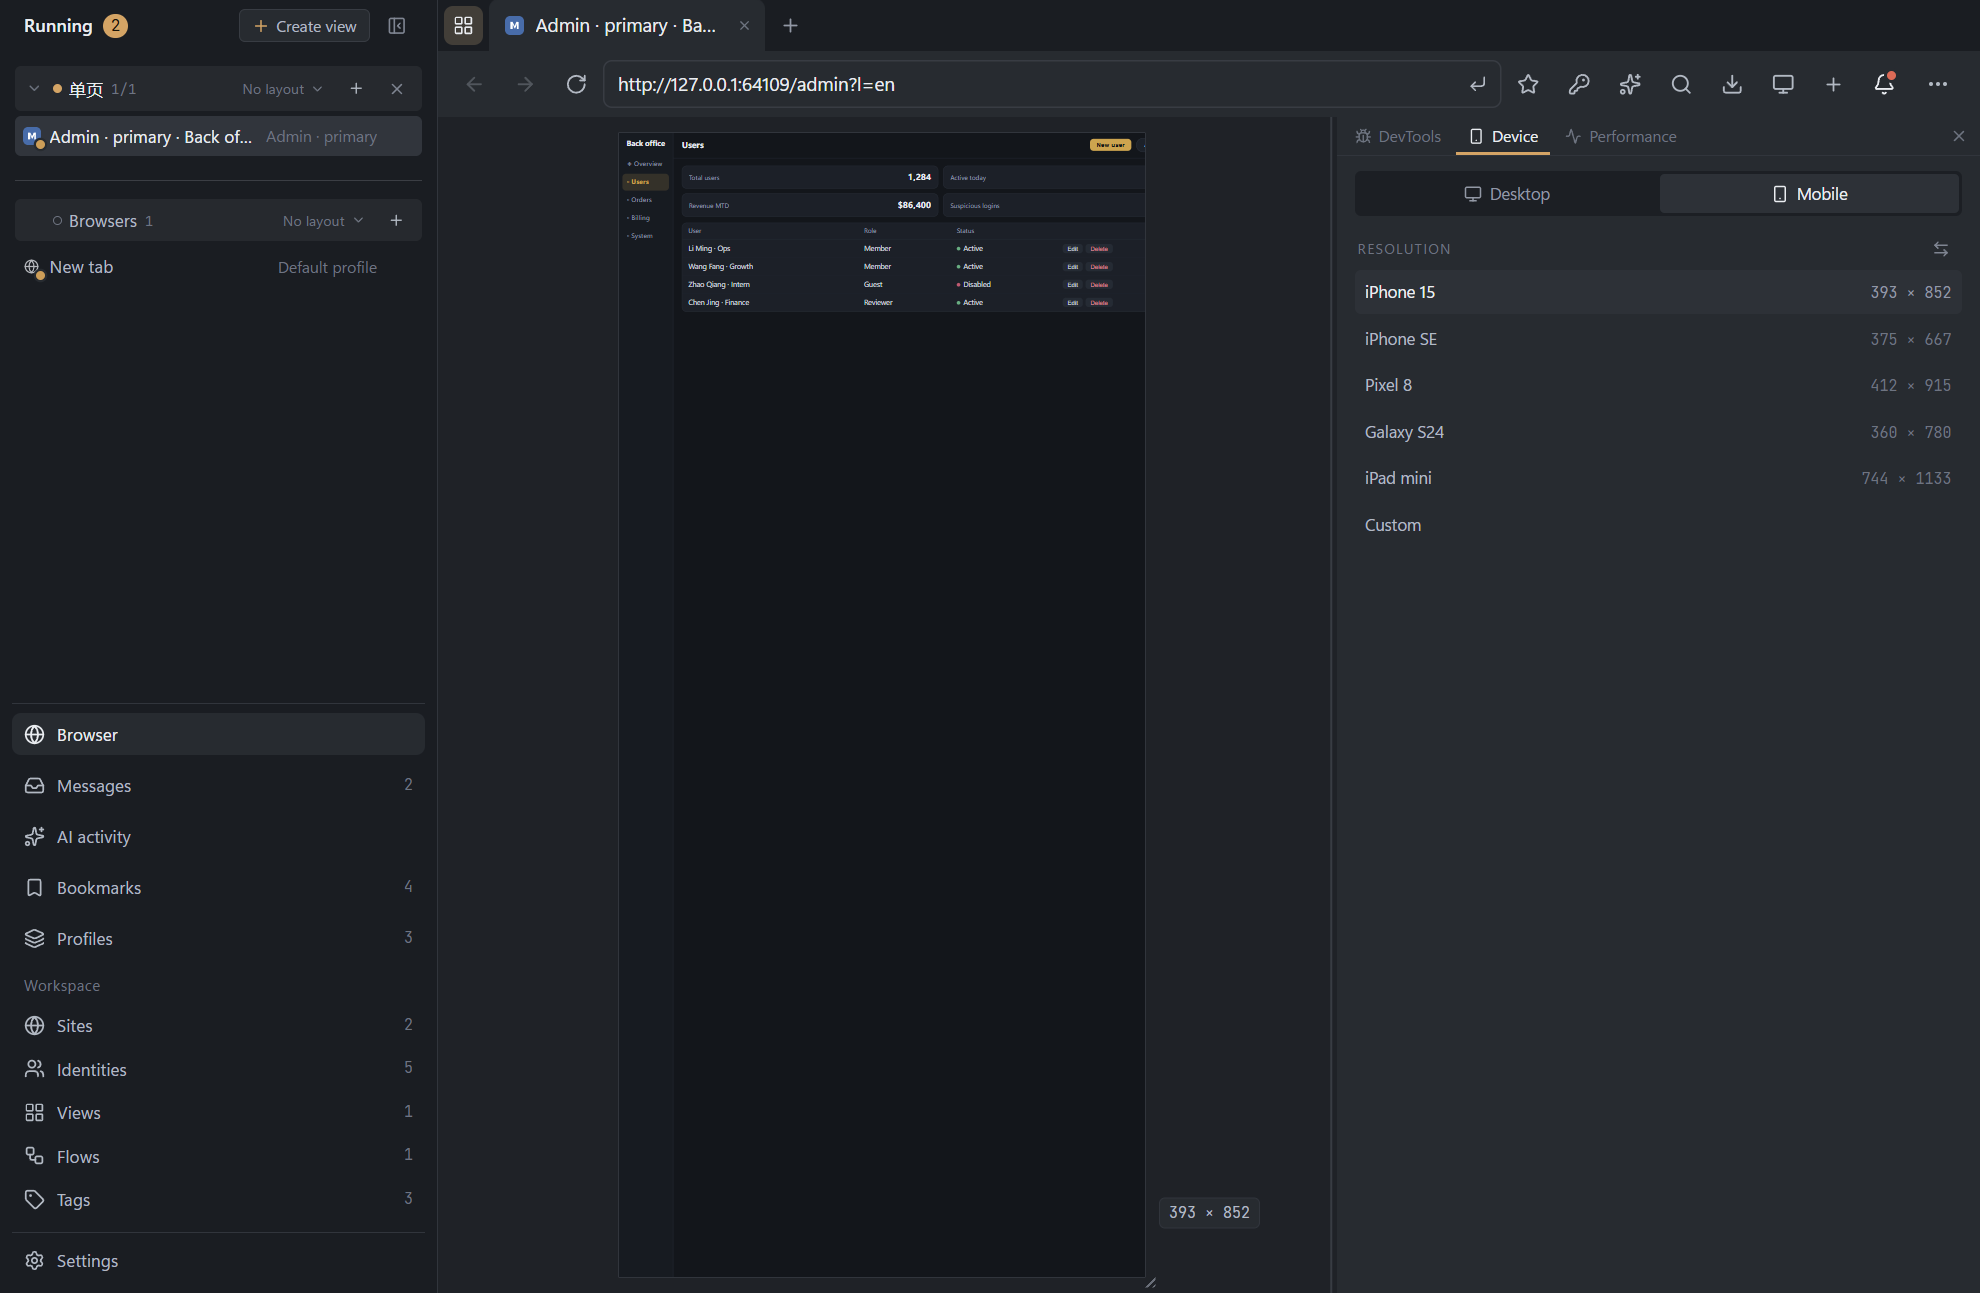 Running 2
Create view
单页 1/1
No layout
Admin · primary · Back of...
Admin · primary
Browsers 1
No layout
New tab
Default profile
Browser
Messages 2
AI activity
Bookmarks 4
Profiles 3
Workspace
Sites 2
Identities 5
Views 1
Flows 1
Tags 3
Settings
M Admin · primary · Ba...
http://127.0.0.1:64109/admin?l=en
Back office
Overview
Users
Orders
Billing
System
Users
New user
Total users 1,284
Active today
Revenue MTD $86,400
Suspicious logins
User Role Status
Li Ming · Ops Member Active Edit Delete
Wang Fang · Growth Member Active Edit Delete
Zhao Qiang · Intern Guest Disabled Edit Delete
Chen Jing · Finance Reviewer Active Edit Delete
393 × 852
DevTools
Device
Performance
Desktop
Mobile
RESOLUTION
iPhone 15 393 × 852
iPhone SE 375 × 667
Pixel 8 412 × 915
Galaxy S24 360 × 780
iPad mini 744 × 1133
Custom